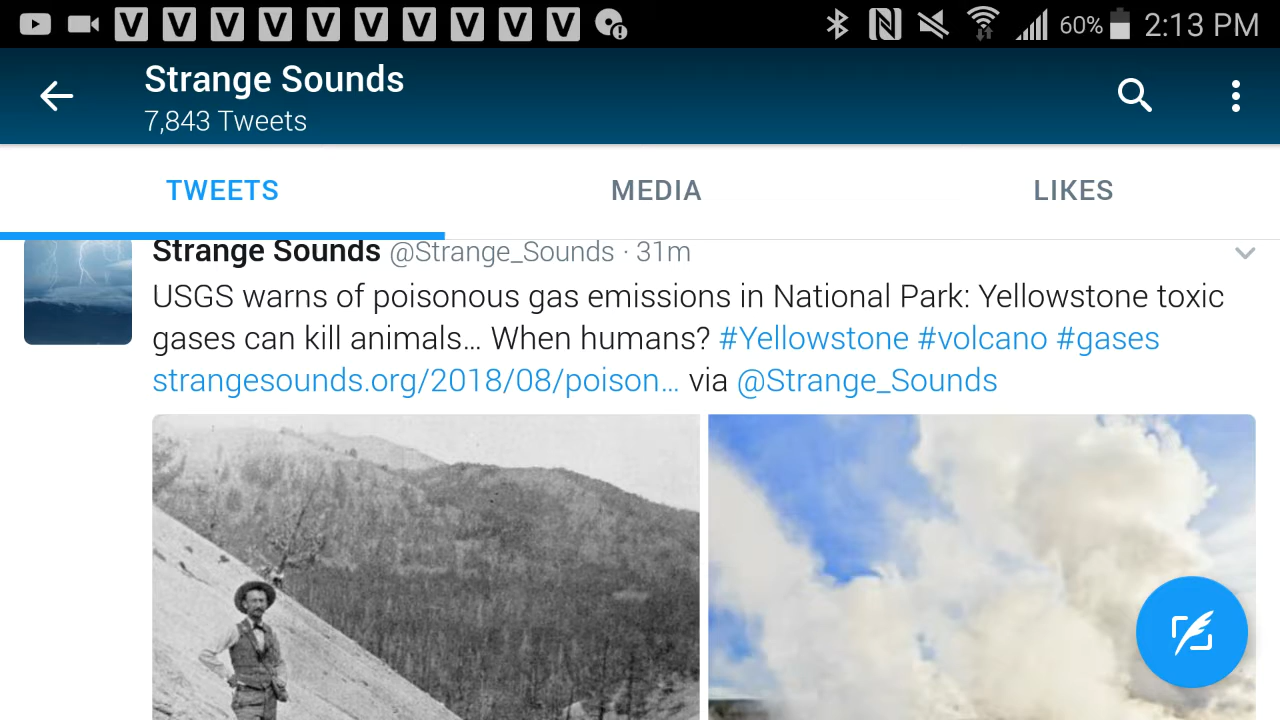 V V V V V V V V V V 60% 2:13 PM
Strange Sounds
7,843 Tweets
TWEETS MEDIA LIKES
Strange Sounds @Strange_Sounds · 31m
USGS warns of poisonous gas emissions in National Park: Yellowstone toxic
gases can kill animals... When humans? #Yellowstone #volcano #gases
strangesounds.org/2018/08/poison... via @Strange_Sounds